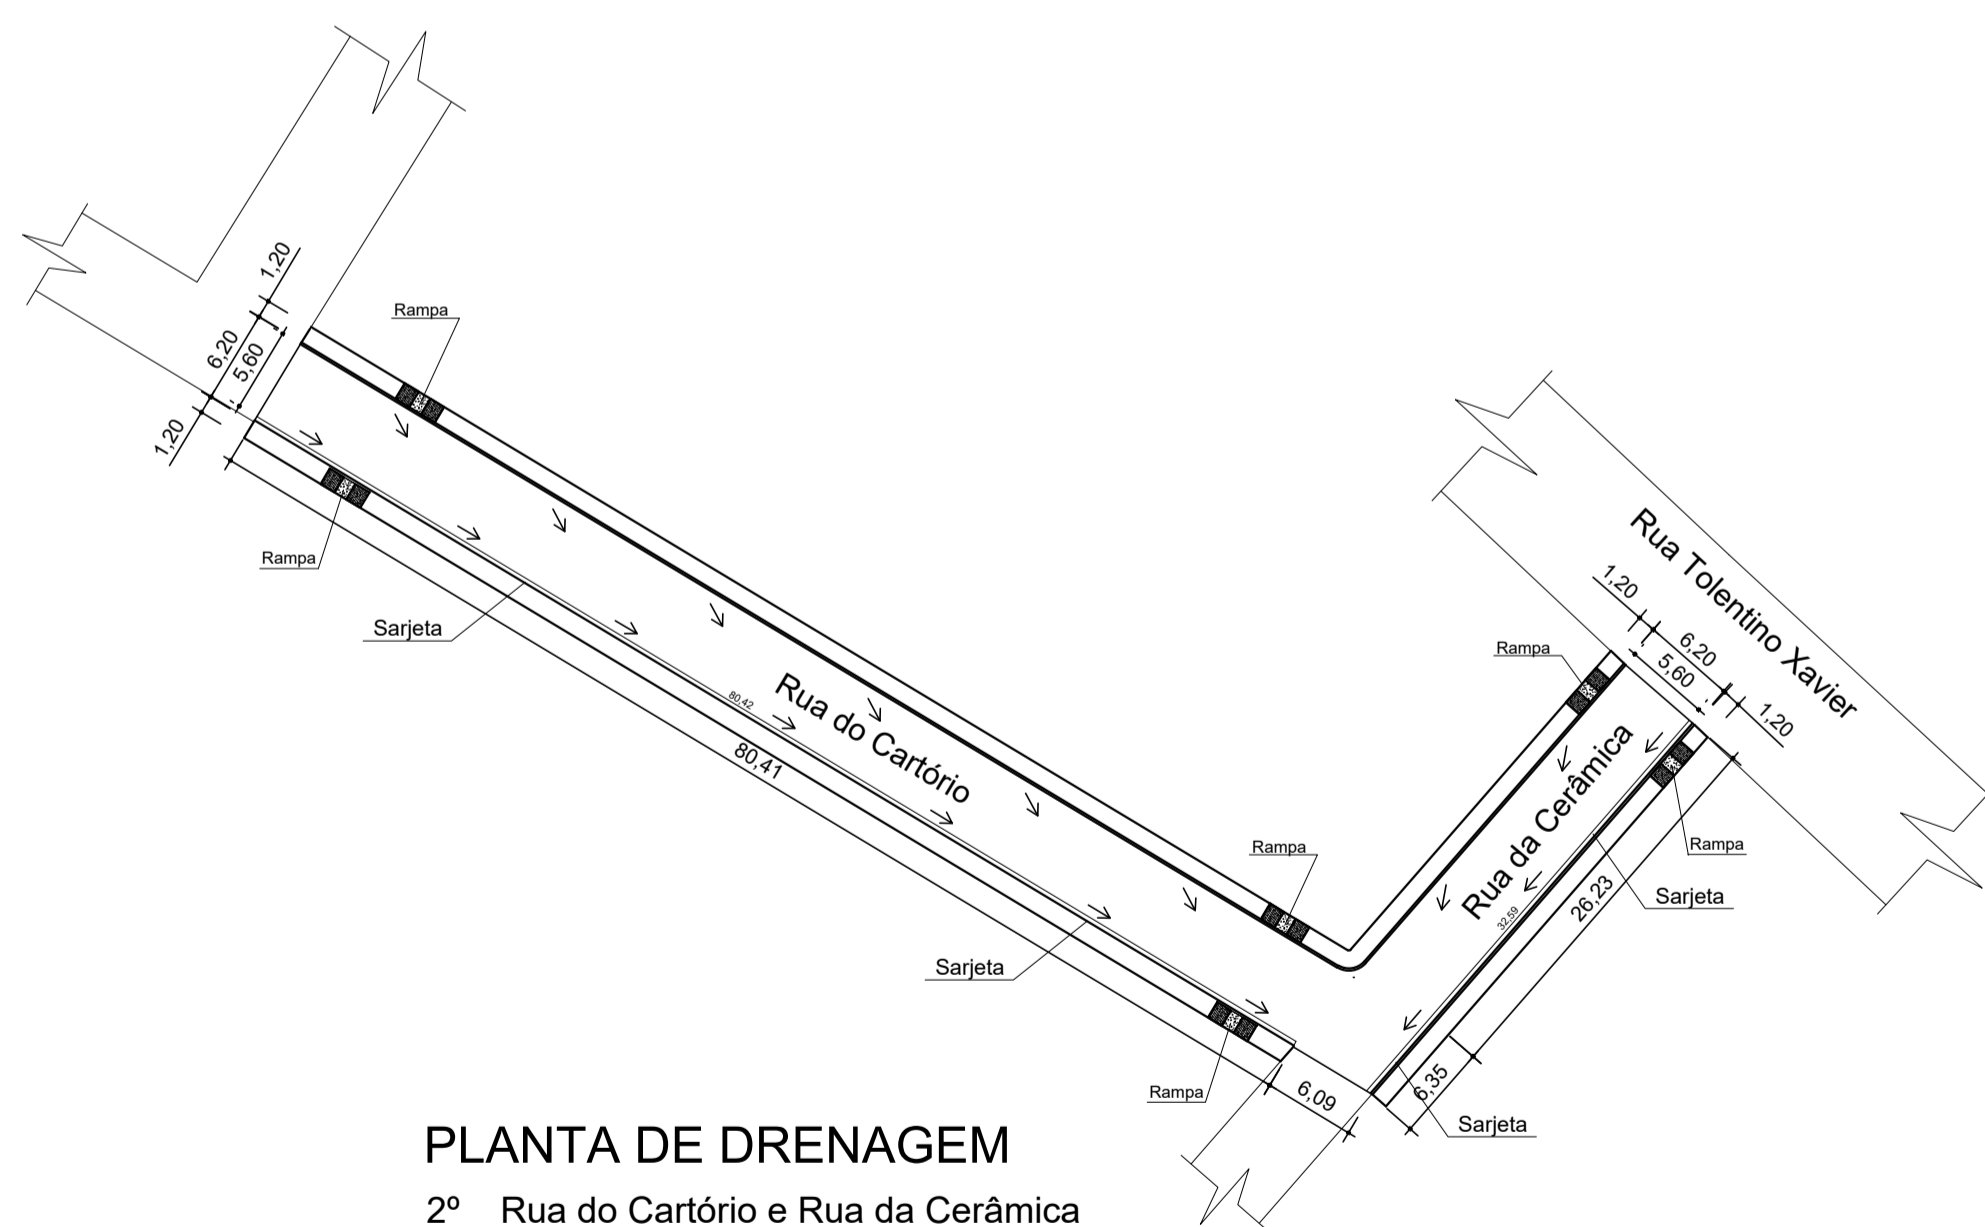 1,20
6,20
5,60
1,20
Rampa
Rampa
Sarjeta
80,42
80,41
Rua do Cartório
Sarjeta
Rampa
Rampa
6,09
6,35
Sarjeta
Rua da Cerâmica
32,59
26,23
Sarjeta
Rampa
Rampa
1,20
6,20
5,60
1,20
Rua Tolentino Xavier
PLANTA DE DRENAGEM
2º Rua do Cartório e Rua da Cerâmica